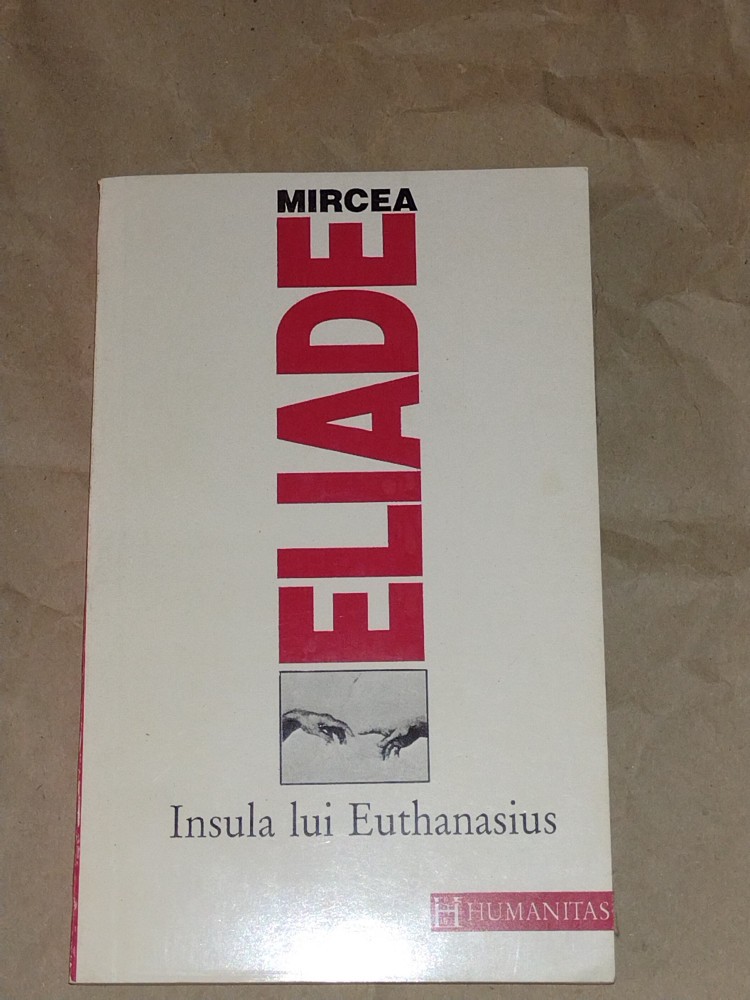 MIRCEA
ELIADE
Insula lui Euthanasius
HUMANITAS